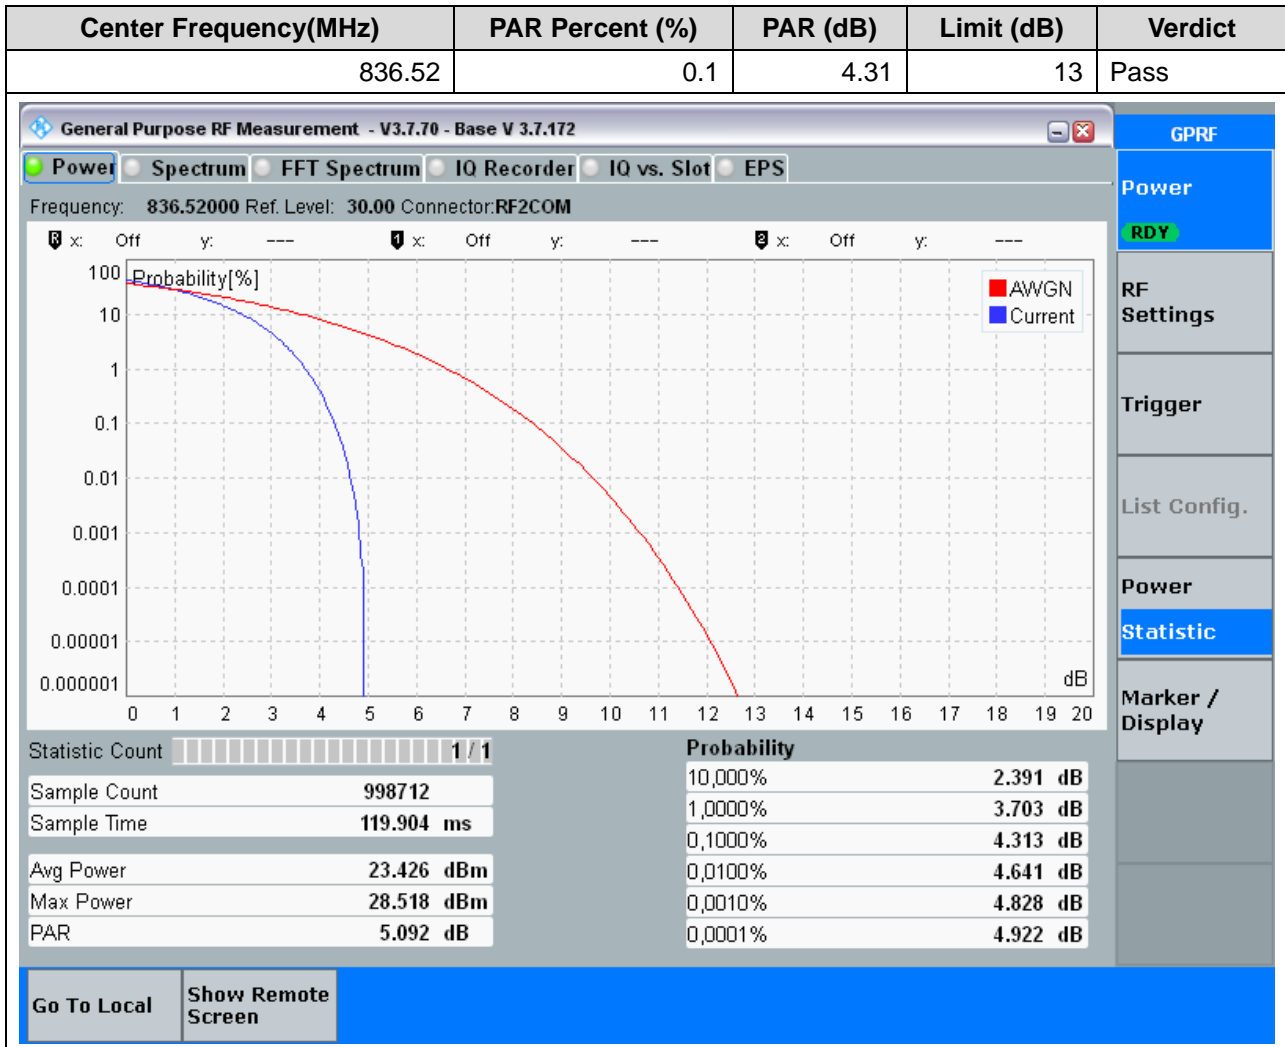 Center Frequency(MHz) PAR Percent (%) PAR (dB) Limit (dB) Verdict
836.52 0.1 4.31 13 Pass
General Purpose RF Measurement - V3.7.70 - Base V 3.7.172
GPRF
Power Spectrum FFT Spectrum IQ Recorder IQ vs. Slot EPS
Power
RDY
Frequency: 836.52000 Ref. Level: 30.00 Connector:RF2COM
R x: Off y: --- 1 x: Off y: --- 2 x: Off y: ---
Probability[%]
AWGN
Current
100
10
1
0.1
0.01
0.001
0.0001
0.00001
0.000001
dB
0 1 2 3 4 5 6 7 8 9 10 11 12 13 14 15 16 17 18 19 20
RF
Settings
Trigger
List Config.
Power
Statistic
Marker /
Display
Statistic Count 1 / 1
Sample Count 998712
Sample Time 119.904 ms
Avg Power 23.426 dBm
Max Power 28.518 dBm
PAR 5.092 dB
Probability
10,000% 2.391 dB
1,0000% 3.703 dB
0,1000% 4.313 dB
0,0100% 4.641 dB
0,0010% 4.828 dB
0,0001% 4.922 dB
Go To Local
Show Remote
Screen